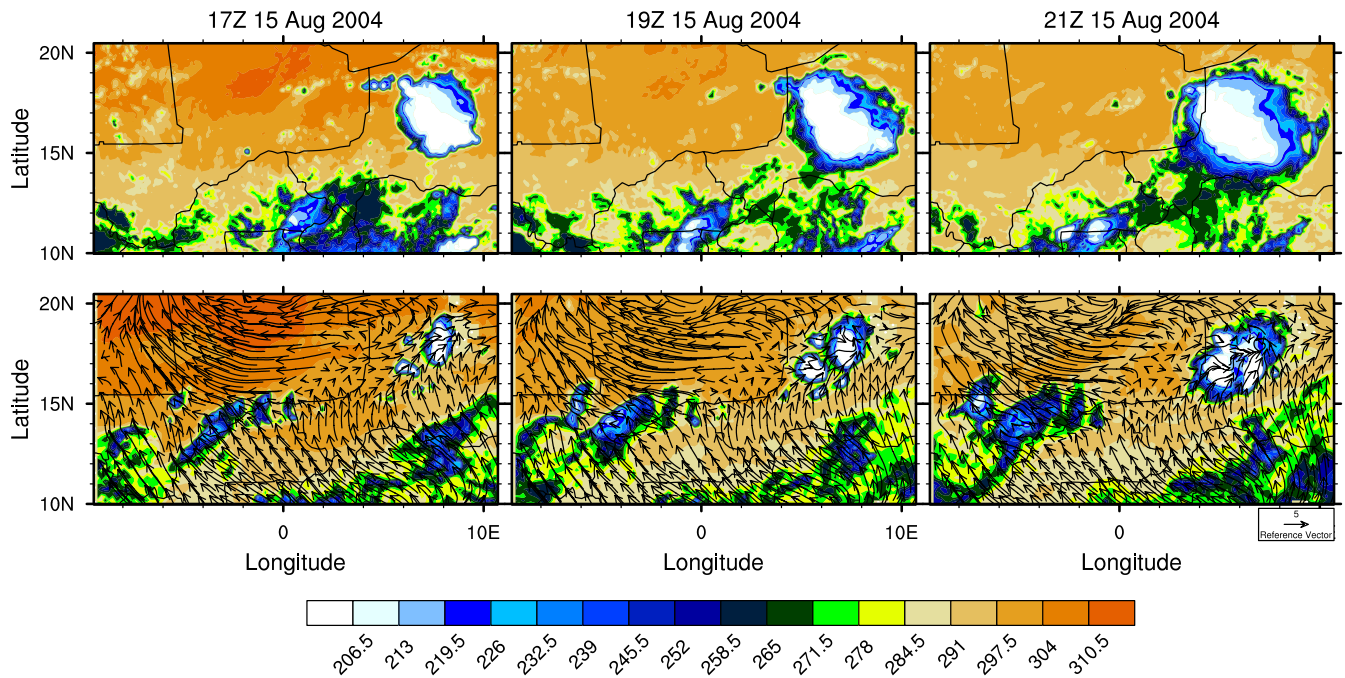 17Z 15 Aug 2004 19Z 15 Aug 2004 21Z 15 Aug 2004
20N
Latitude
15N
10N
20N
Latitude
15N
10N
0 10E 0 10E 0
5
Reference Vector
Longitude Longitude Longitude
206.5 213 219.5 226 232.5 239 245.5 252 258.5 265 271.5 278 284.5 291 297.5 304 310.5